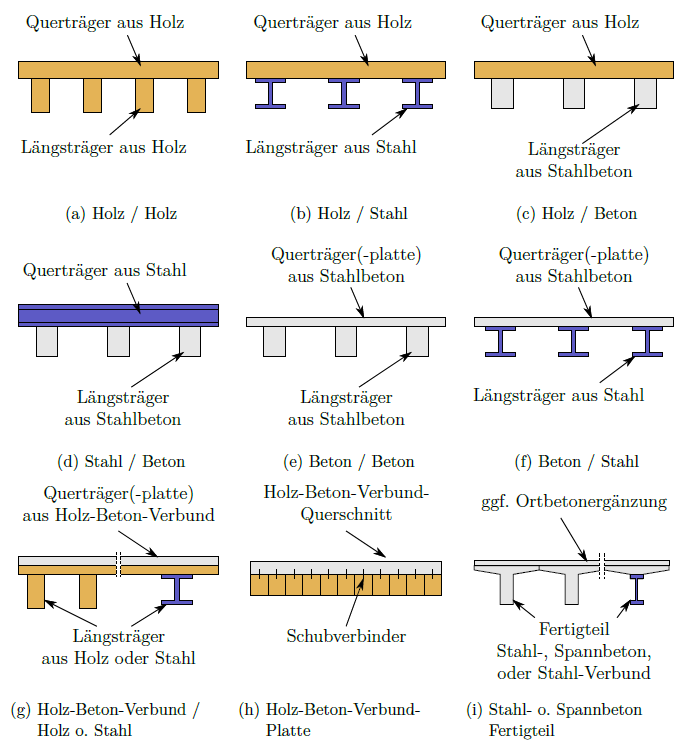 Querträger aus Holz
Längsträger aus Holz
(a) Holz / Holz
Querträger aus Holz
Längsträger aus Stahl
(b) Holz / Stahl
Querträger aus Holz
Längsträger
aus Stahlbeton
(c) Holz / Beton
Querträger aus Stahl
Längsträger
aus Stahlbeton
(d) Stahl / Beton
Querträger(-platte)
aus Stahlbeton
Längsträger
aus Stahlbeton
(e) Beton / Beton
Querträger(-platte)
aus Stahlbeton
Längsträger aus Stahl
(f) Beton / Stahl
Querträger(-platte)
aus Holz-Beton-Verbund
Längsträger
aus Holz oder Stahl
(g) Holz-Beton-Verbund /
Holz o. Stahl
Holz-Beton-Verbund-
Querschnitt
Schubverbinder
(h) Holz-Beton-Verbund-
Platte
ggf. Ortbetonergänzung
Fertigteil
Stahl-, Spannbeton,
oder Stahl-Verbund
(i) Stahl- o. Spannbeton
Fertigteil